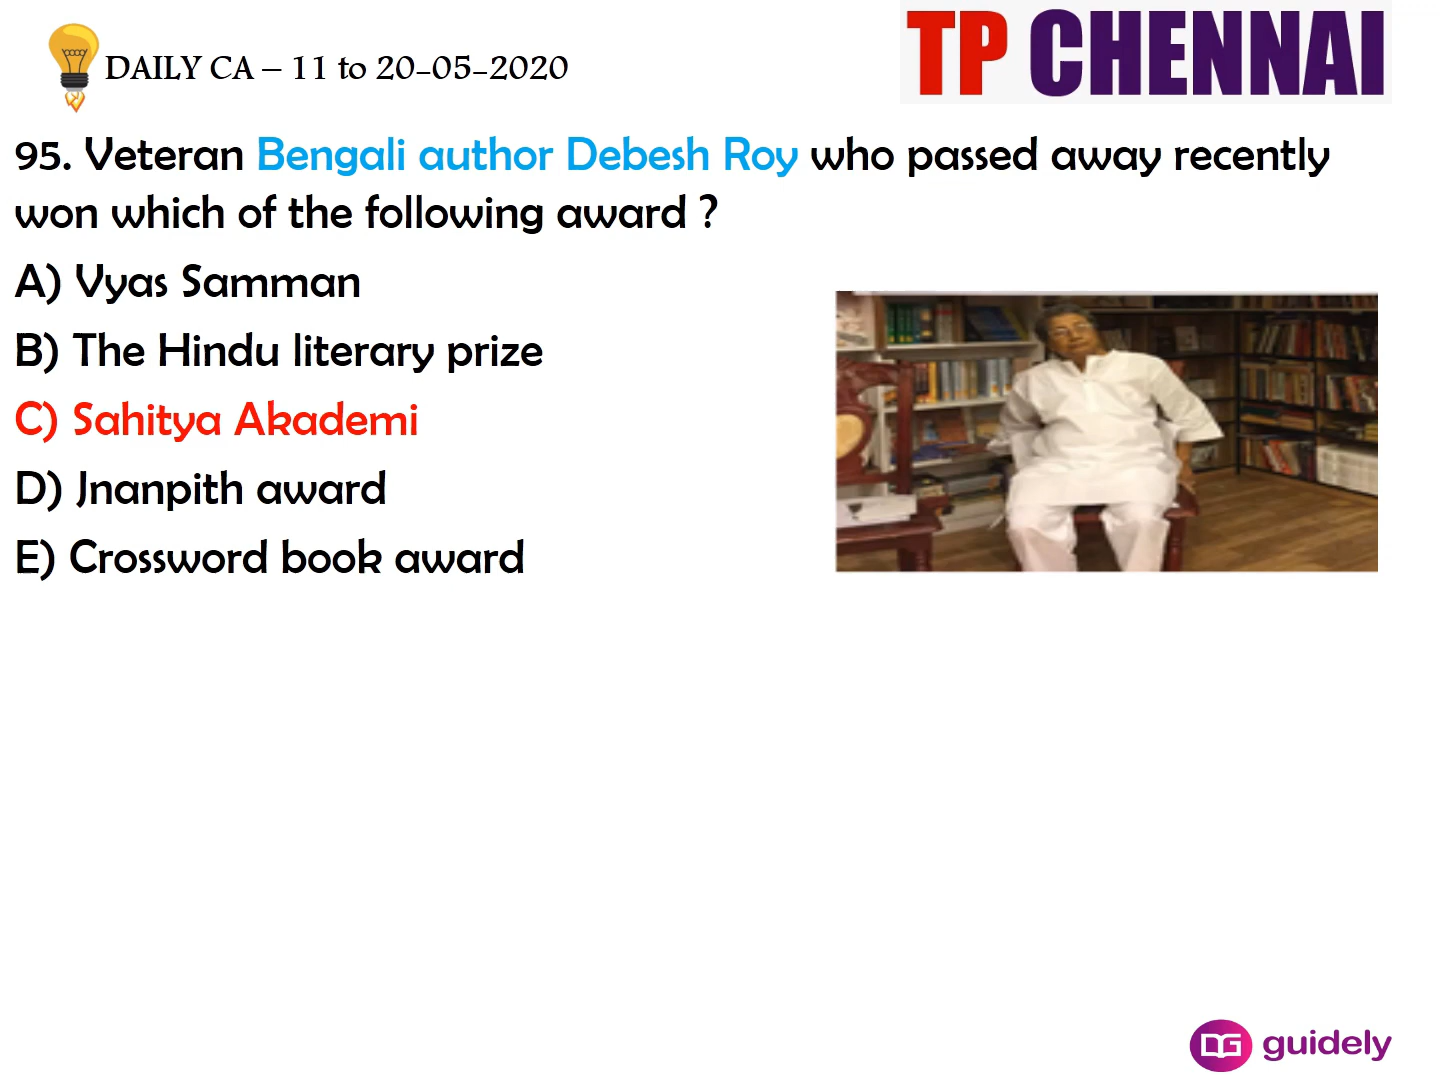 DAILY CA – 11 to 20-05-2020
TP CHENNAI
95. Veteran Bengali author Debesh Roy who passed away recently
won which of the following award ?
A) Vyas Samman
B) The Hindu literary prize
C) Sahitya Akademi
D) Jnanpith award
E) Crossword book award
guidely